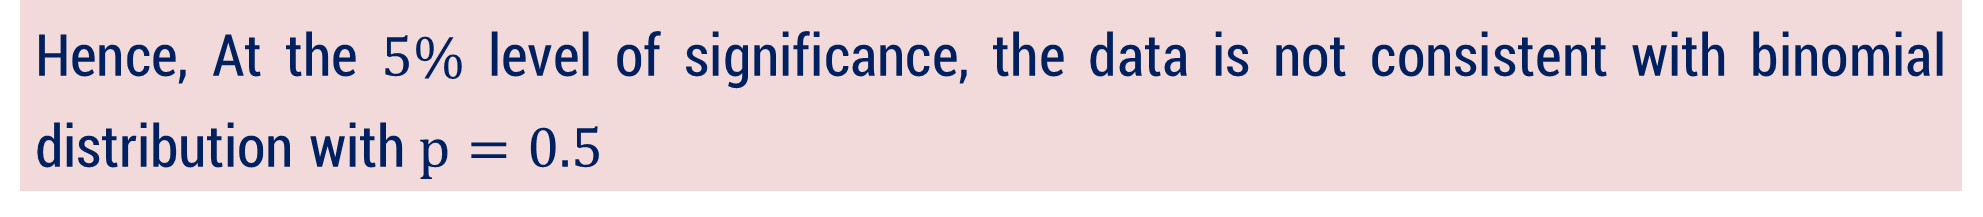 Hence, At the 5% level of significance, the data is not consistent with binomial
distribution with p = 0.5